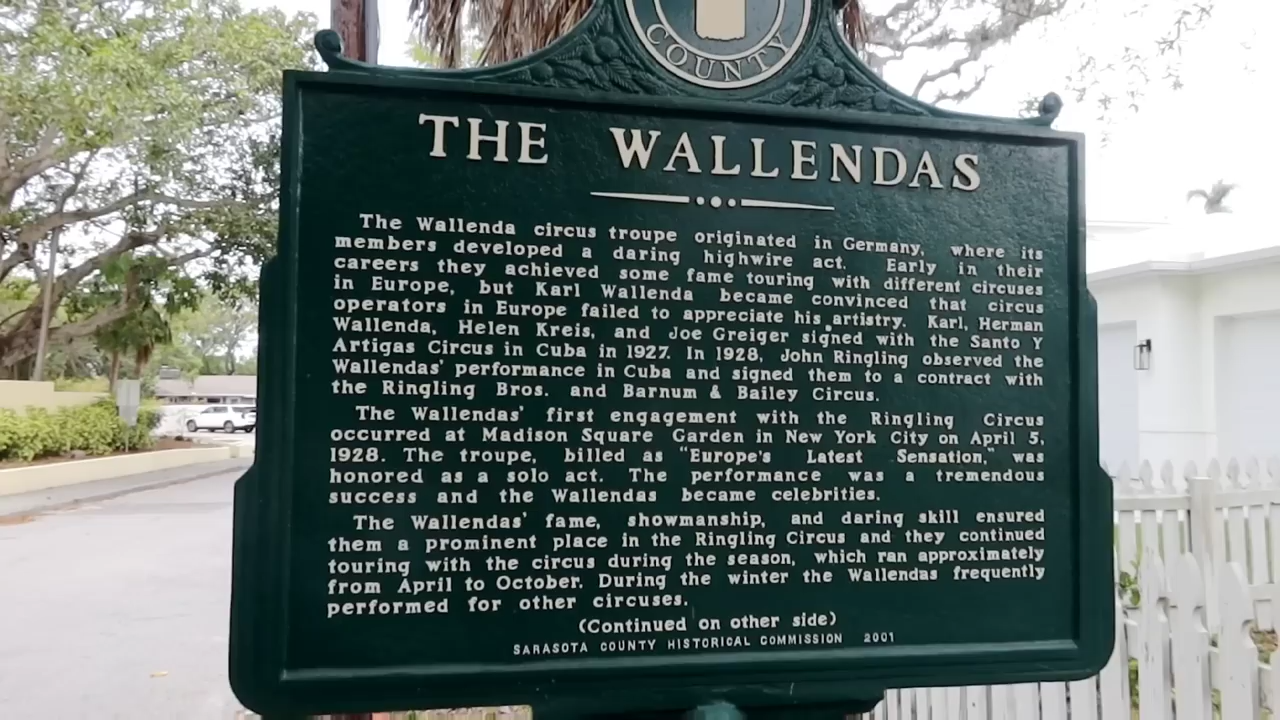 COUNTY
THE WALLENDAS
The Wallenda circus troupe originated in Germany, where its
members developed a daring highwire act. Early in their
careers they achieved some fame touring with different circuses
in Europe, but Karl Wallenda became convinced that circus
operators in Europe failed to appreciate his artistry. Karl, Herman
Wallenda, Helen Kreis, and Joe Greiger signed with the Santo Y
Artigas Circus in Cuba in 1927. In 1928, John Ringling observed the
Wallendas' performance in Cuba and signed them to a contract with
the Ringling Bros. and Barnum & Bailey Circus.
The Wallendas' first engagement with the Ringling Circus
occurred at Madison Square Garden in New York City on April 5,
1928. The troupe, billed as "Europe's Latest Sensation," was
honored as a solo act. The performance was a tremendous
success and the Wallendas became celebrities.
The Wallendas' fame, showmanship, and daring skill ensured
them a prominent place in the Ringling Circus and they continued
touring with the circus during the season, which ran approximately
from April to October. During the winter the Wallendas frequently
performed for other circuses.
(Continued on other side)
SARASOTA COUNTY HISTORICAL COMMISSION 2001